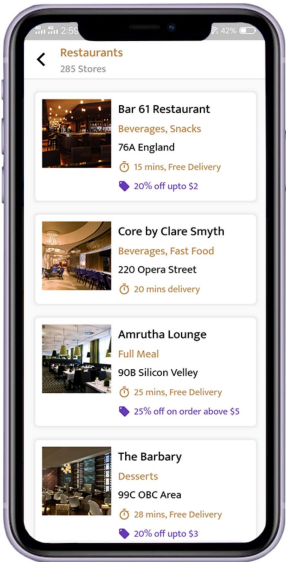 2:55
42%
Restaurants
285 Stores
Bar 61 Restaurant
Beverages, Snacks
76A England
15 mins, Free Delivery
20% off upto $2
Core by Clare Smyth
Beverages, Fast Food
220 Opera Street
20 mins delivery
Amrutha Lounge
Full Meal
90B Silicon Velley
25 mins, Free Delivery
25% off on order above $5
The Barbary
Desserts
99C OBC Area
28 mins, Free Delivery
20% off upto $3